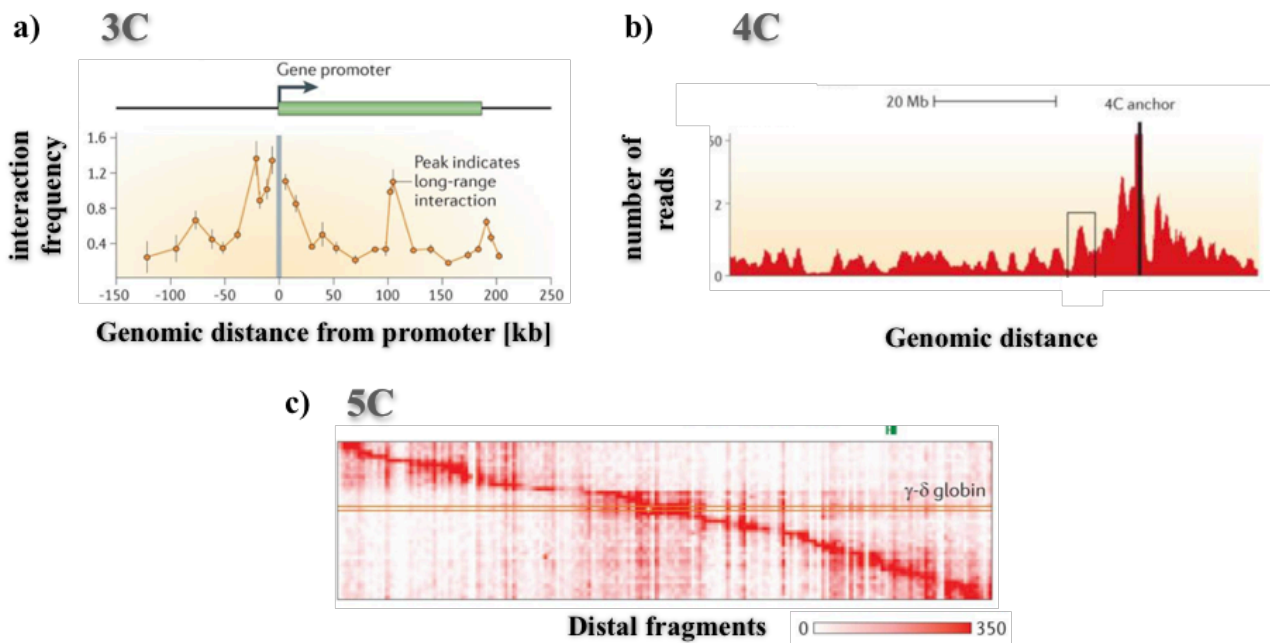 a) 3C
Gene promoter
interaction
frequency
1.6
1.2
0.8
0.4
Peak indicates
long-range
interaction
-150 -100 -50 0 50 100 150 200 250
Genomic distance from promoter [kb]
b) 4C
20 Mb
4C anchor
number of
reads
50
2
0
Genomic distance
c) 5C
γ-δ globin
Distal fragments
0 350